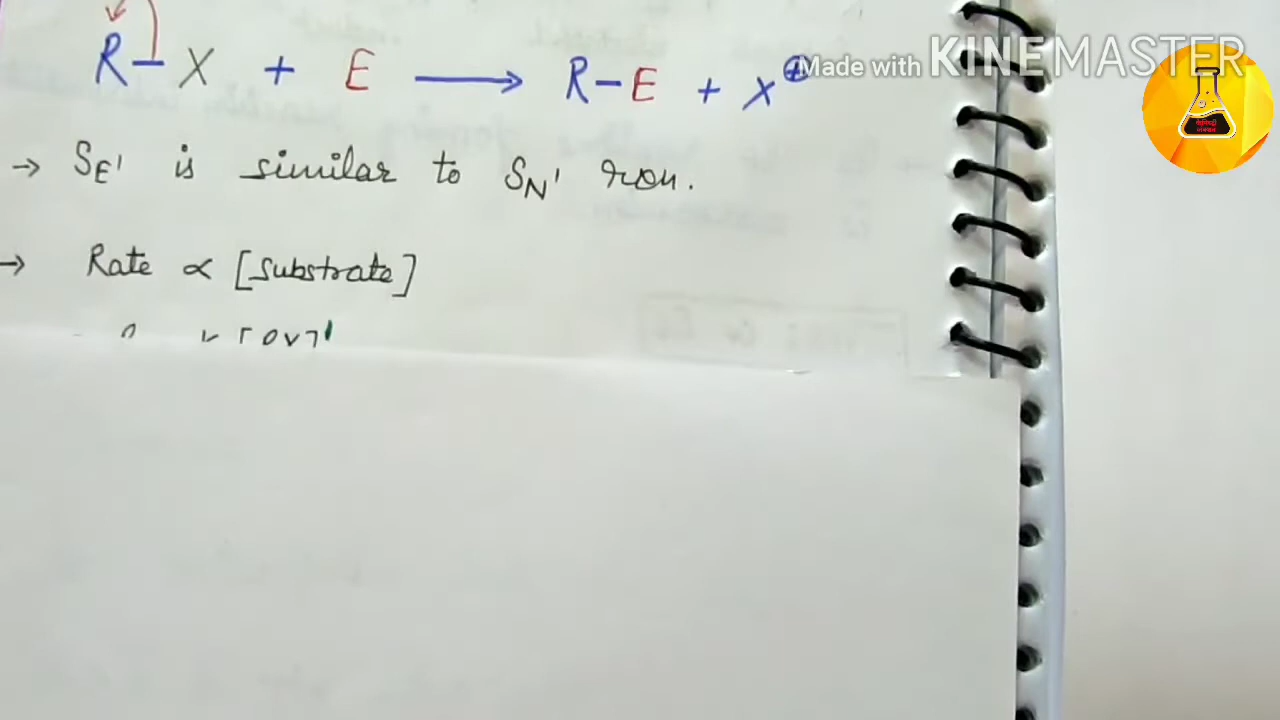 Made with KINEMASTER
R-X + E ⟶ R-E + X⊕
→ SE1 is similar to SN1 rxn.
→ Rate ∝ [substrate]